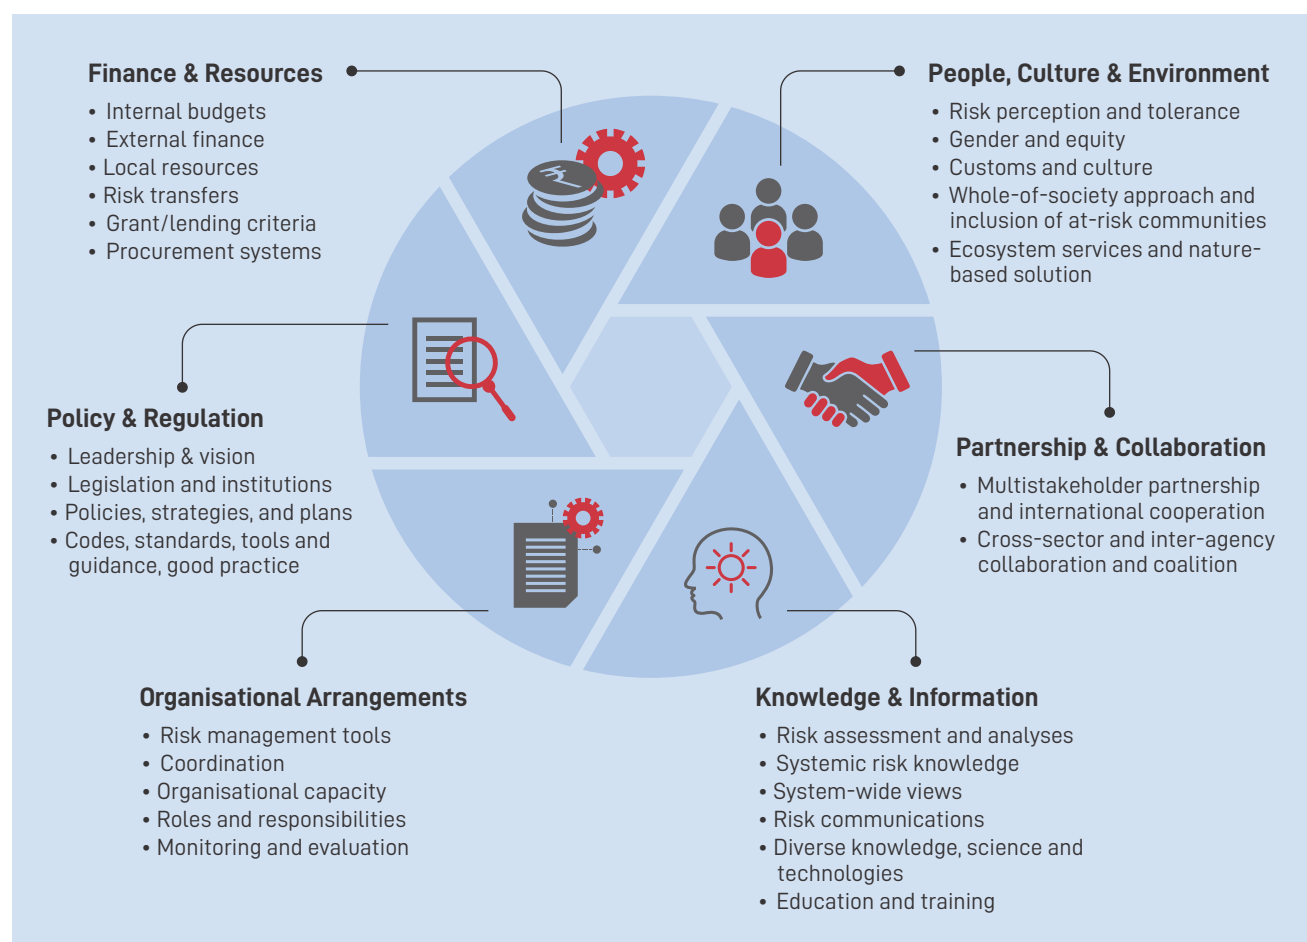 Finance & Resources
• Internal budgets
• External finance
• Local resources
• Risk transfers
• Grant/lending criteria
• Procurement systems
People, Culture & Environment
• Risk perception and tolerance
• Gender and equity
• Customs and culture
• Whole-of-society approach and
inclusion of at-risk communities
• Ecosystem services and nature-
based solution
₹
Policy & Regulation
• Leadership & vision
• Legislation and institutions
• Policies, strategies, and plans
• Codes, standards, tools and
guidance, good practice
Partnership & Collaboration
• Multistakeholder partnership
and international cooperation
• Cross-sector and inter-agency
collaboration and coalition
Organisational Arrangements
• Risk management tools
• Coordination
• Organisational capacity
• Roles and responsibilities
• Monitoring and evaluation
Knowledge & Information
• Risk assessment and analyses
• Systemic risk knowledge
• System-wide views
• Risk communications
• Diverse knowledge, science and
technologies
• Education and training